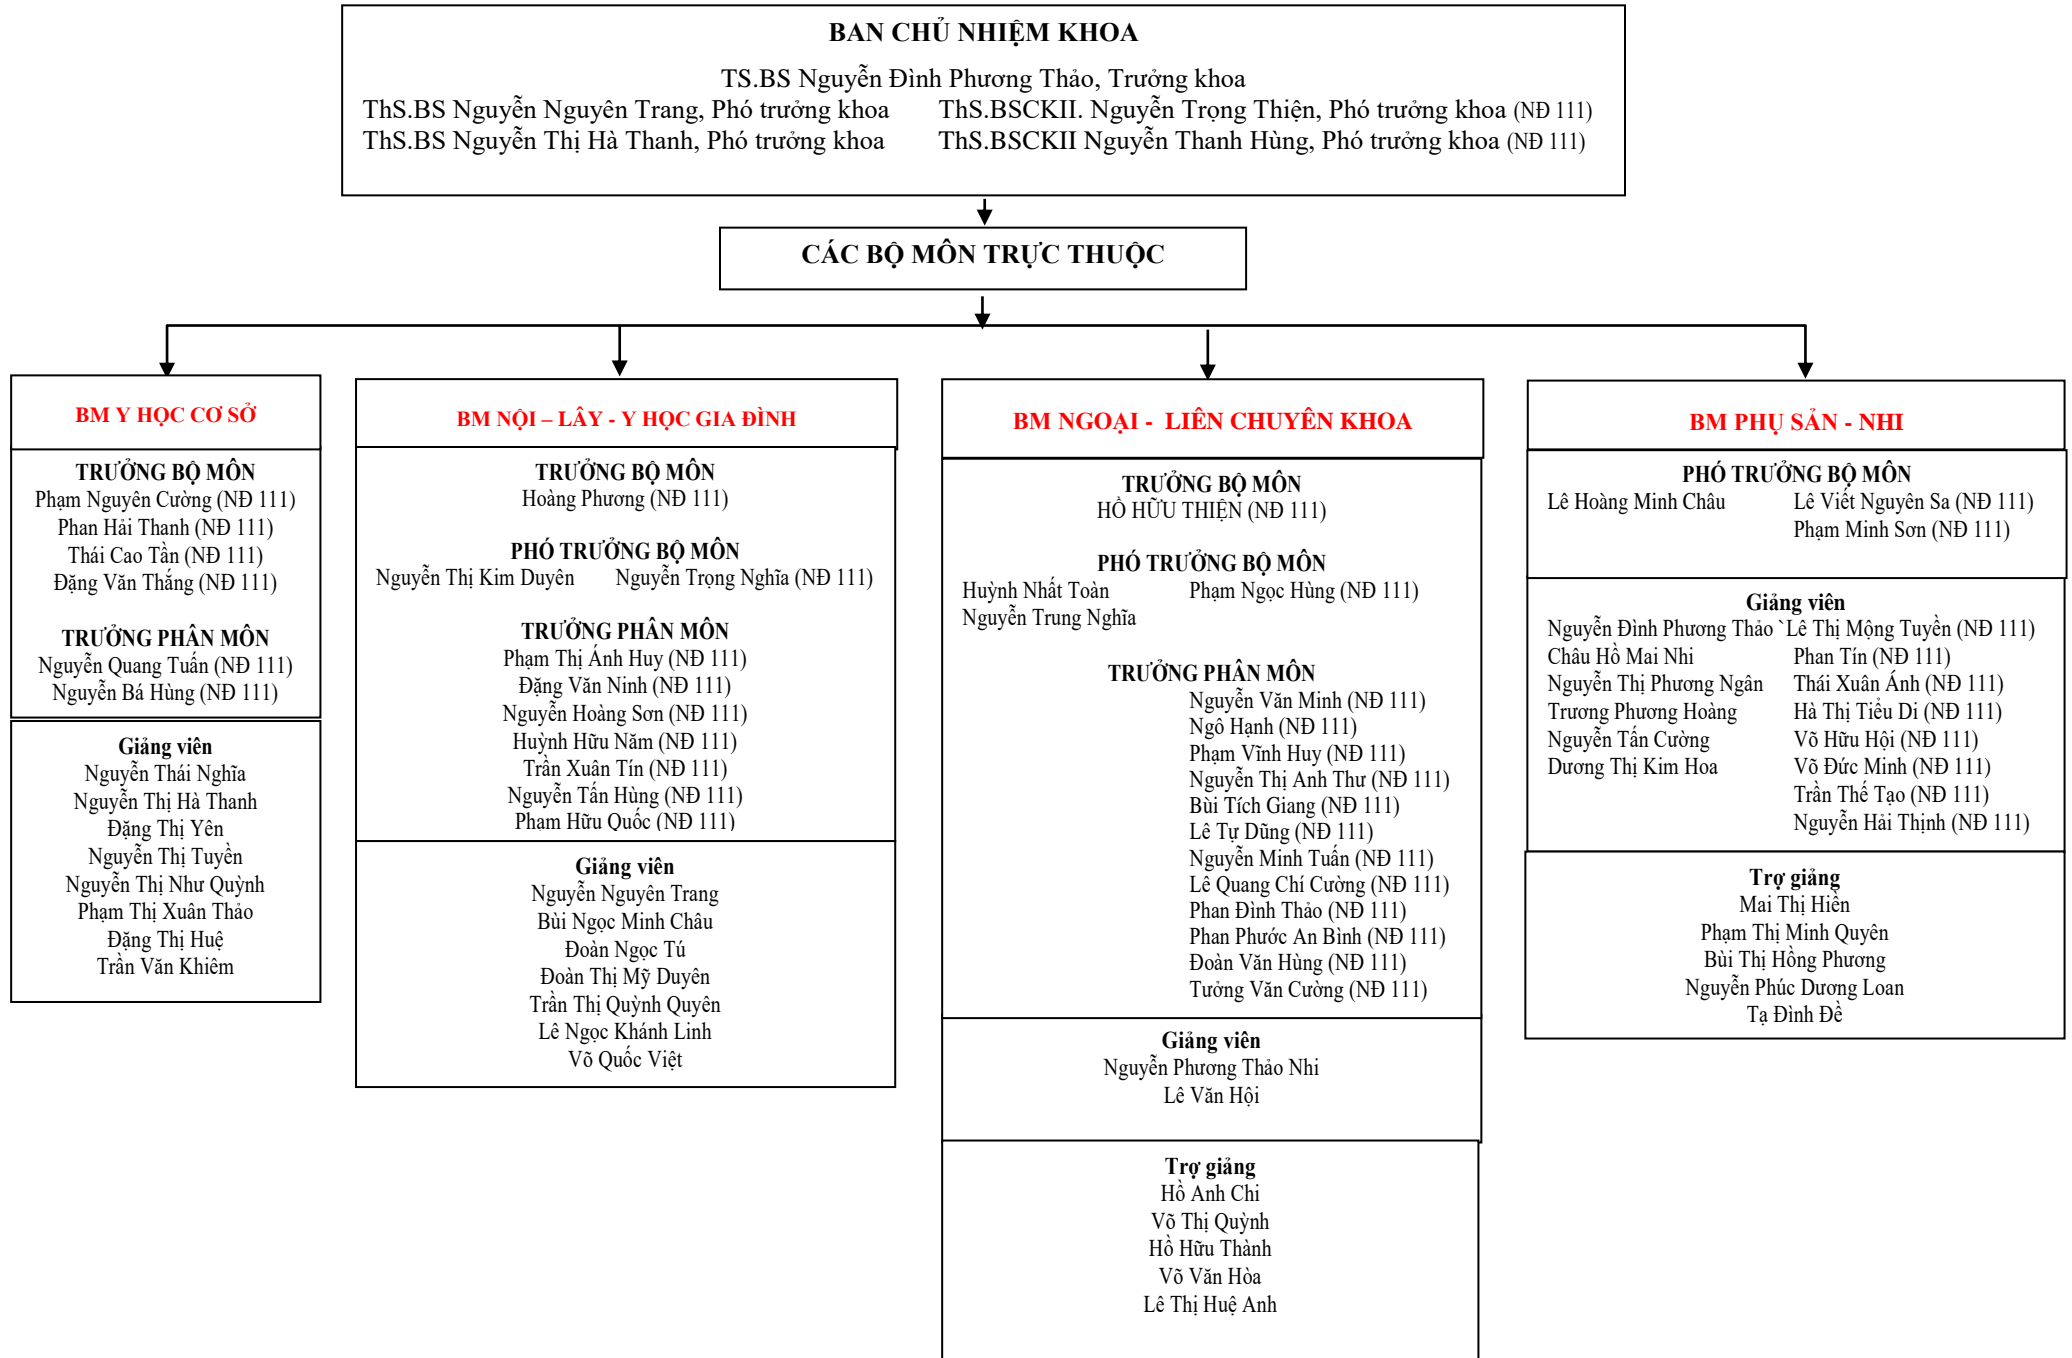 BAN CHỦ NHIỆM KHOA
TS.BS Nguyễn Đình Phương Thảo, Trưởng khoa
ThS.BS Nguyễn Nguyên Trang, Phó trưởng khoa ThS.BSCKII. Nguyễn Trọng Thiện, Phó trưởng khoa (NĐ 111)
ThS.BS Nguyễn Thị Hà Thanh, Phó trưởng khoa ThS.BSCKII Nguyễn Thanh Hùng, Phó trưởng khoa (NĐ 111)
CÁC BỘ MÔN TRỰC THUỘC
BM Y HỌC CƠ SỞ
TRƯỞNG BỘ MÔN
Phạm Nguyên Cường (NĐ 111)
Phan Hải Thanh (NĐ 111)
Thái Cao Tần (NĐ 111)
Đặng Văn Thắng (NĐ 111)
TRƯỞNG PHÂN MÔN
Nguyễn Quang Tuấn (NĐ 111)
Nguyễn Bá Hùng (NĐ 111)
Giảng viên
Nguyễn Thái Nghĩa
Nguyễn Thị Hà Thanh
Đặng Thị Yên
Nguyễn Thị Tuyền
Nguyễn Thị Như Quỳnh
Phạm Thị Xuân Thảo
Đặng Thị Huệ
Trần Văn Khiêm
BM NỘI – LÂY - Y HỌC GIA ĐÌNH
TRƯỞNG BỘ MÔN
Hoàng Phương (NĐ 111)
PHÓ TRƯỞNG BỘ MÔN
Nguyễn Thị Kim Duyên Nguyễn Trọng Nghĩa (NĐ 111)
TRƯỞNG PHÂN MÔN
Phạm Thị Ánh Huy (NĐ 111)
Đặng Văn Ninh (NĐ 111)
Nguyễn Hoàng Sơn (NĐ 111)
Huỳnh Hữu Năm (NĐ 111)
Trần Xuân Tín (NĐ 111)
Nguyễn Tấn Hùng (NĐ 111)
Phạm Hữu Quốc (NĐ 111)
Giảng viên
Nguyễn Nguyên Trang
Bùi Ngọc Minh Châu
Đoàn Ngọc Tú
Đoàn Thị Mỹ Duyên
Trần Thị Quỳnh Quyên
Lê Ngọc Khánh Linh
Võ Quốc Việt
BM NGOẠI - LIÊN CHUYÊN KHOA
TRƯỞNG BỘ MÔN
HỒ HỮU THIỆN (NĐ 111)
PHÓ TRƯỞNG BỘ MÔN
Huỳnh Nhất Toàn Phạm Ngọc Hùng (NĐ 111)
Nguyễn Trung Nghĩa
TRƯỞNG PHÂN MÔN
Nguyễn Văn Minh (NĐ 111)
Ngô Hạnh (NĐ 111)
Phạm Vĩnh Huy (NĐ 111)
Nguyễn Thị Anh Thư (NĐ 111)
Bùi Tích Giang (NĐ 111)
Lê Tự Dũng (NĐ 111)
Nguyễn Minh Tuấn (NĐ 111)
Lê Quang Chí Cường (NĐ 111)
Phan Đình Thảo (NĐ 111)
Phan Phước An Bình (NĐ 111)
Đoàn Văn Hùng (NĐ 111)
Tưởng Văn Cường (NĐ 111)
Giảng viên
Nguyễn Phương Thảo Nhi
Lê Văn Hội
Trợ giảng
Hồ Anh Chi
Võ Thị Quỳnh
Hồ Hữu Thành
Võ Văn Hòa
Lê Thị Huệ Anh
BM PHỤ SẢN - NHI
PHÓ TRƯỞNG BỘ MÔN
Lê Hoàng Minh Châu Lê Viết Nguyên Sa (NĐ 111)
Phạm Minh Sơn (NĐ 111)
Giảng viên
Nguyễn Đình Phương Thảo `Lê Thị Mộng Tuyền (NĐ 111)
Châu Hồ Mai Nhi Phan Tín (NĐ 111)
Nguyễn Thị Phương Ngân Thái Xuân Ánh (NĐ 111)
Trương Phương Hoàng Hà Thị Tiểu Di (NĐ 111)
Nguyễn Tấn Cường Võ Hữu Hội (NĐ 111)
Dương Thị Kim Hoa Võ Đức Minh (NĐ 111)
Trần Thế Tạo (NĐ 111)
Nguyễn Hải Thịnh (NĐ 111)
Trợ giảng
Mai Thị Hiền
Phạm Thị Minh Quyên
Bùi Thị Hồng Phương
Nguyễn Phúc Dương Loan
Tạ Đình Đề